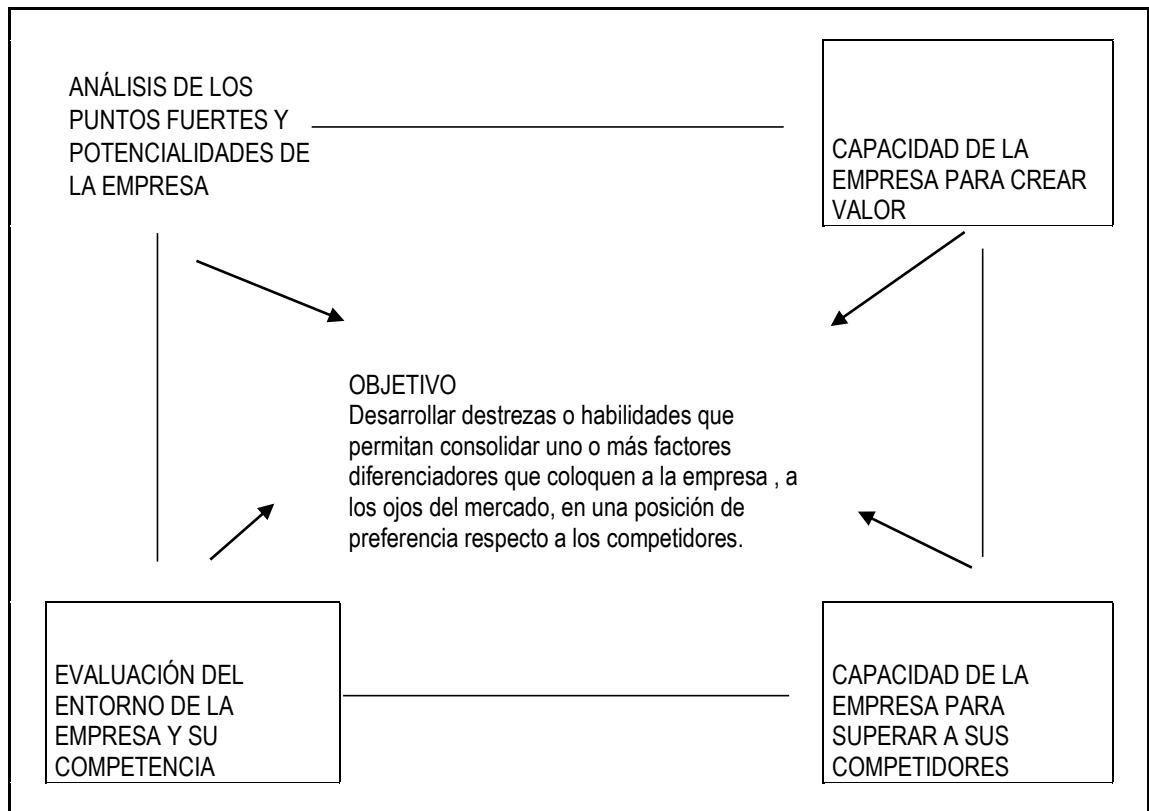 ANÁLISIS DE LOS
PUNTOS FUERTES Y
POTENCIALIDADES DE
LA EMPRESA
CAPACIDAD DE LA
EMPRESA PARA CREAR
VALOR
OBJETIVO
Desarrollar destrezas o habilidades que
permitan consolidar uno o más factores
diferenciadores que coloquen a la empresa , a
los ojos del mercado, en una posición de
preferencia respecto a los competidores.
EVALUACIÓN DEL
ENTORNO DE LA
EMPRESA Y SU
COMPETENCIA
CAPACIDAD DE LA
EMPRESA PARA
SUPERAR A SUS
COMPETIDORES